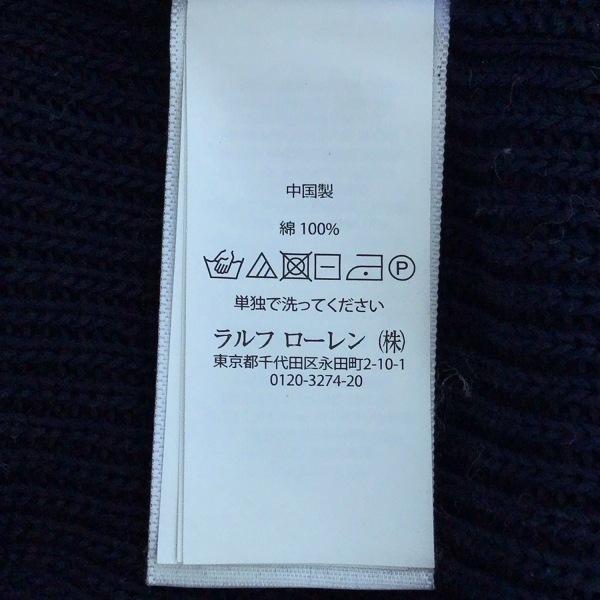 中国製
綿 100%
P
単独で洗ってください
ラルフ ローレン (株)
東京都千代田区永田町2-10-1
0120-3274-20